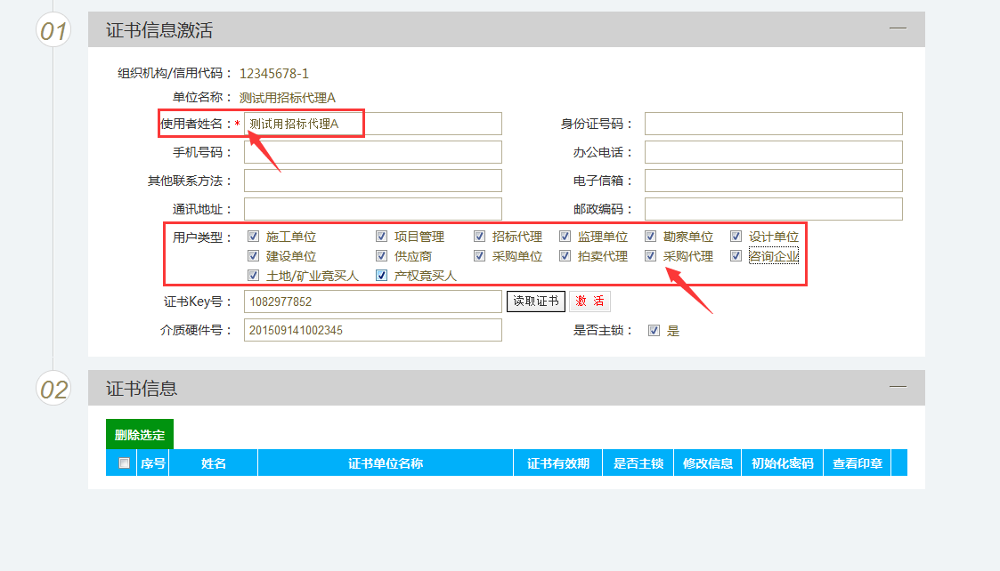 01
证书信息激活
组织机构/信用代码： 12345678-1
单位名称： 测试用招标代理A
使用者姓名：* 测试用招标代理A 身份证号码：
手机号码： 办公电话：
其他联系方法： 电子信箱：
通讯地址： 邮政编码：
用户类型： 施工单位 项目管理 招标代理 监理单位 勘察单位 设计单位
建设单位 供应商 采购单位 拍卖代理 采购代理 咨询企业
土地/矿业竞买人 产权竞买人
证书Key号： 1082977852 读取证书 激 活
介质硬件号： 201509141002345 是否主锁： 是
02
证书信息
删除选定
序号 姓名 证书单位名称 证书有效期 是否主锁 修改信息 初始化密码 查看印章